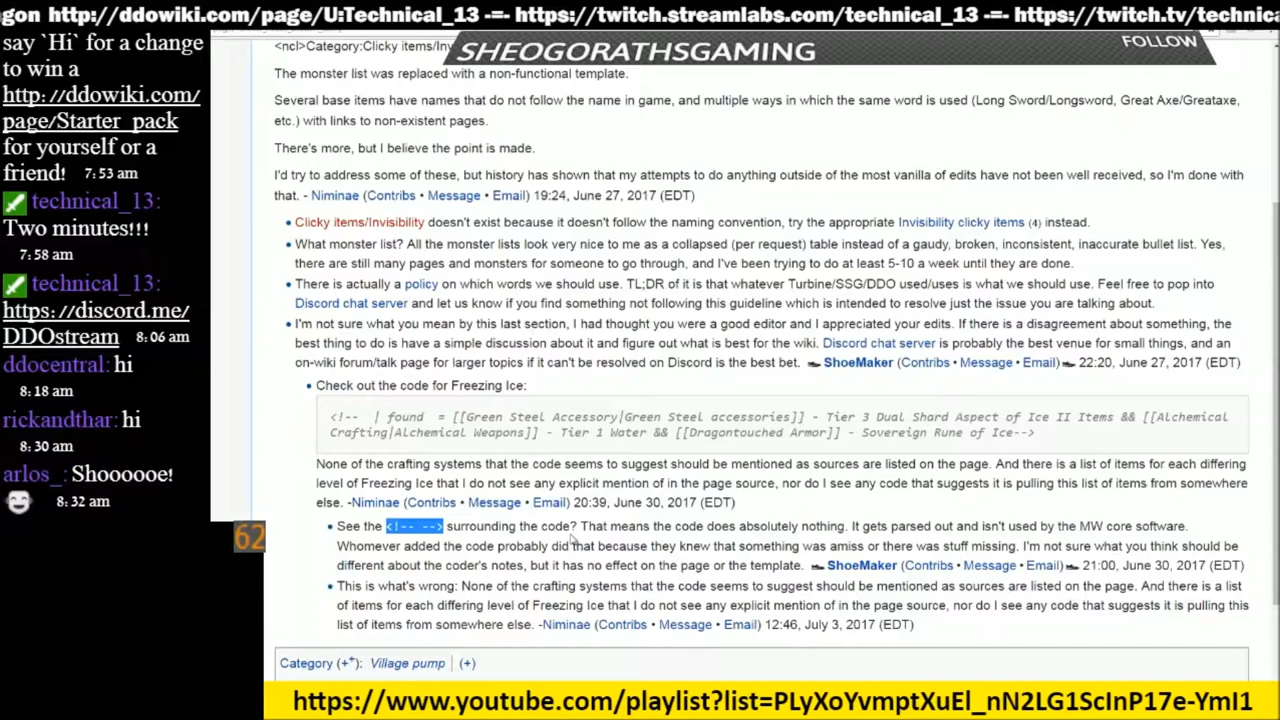 gon http://ddowiki.com/page/U:Technical_13 -=- https://twitch.streamlabs.com/technical_13 -=- https://twitch.tv/technica
say `Hi` for a change
to win a
http://ddowiki.com/
page/Starter_pack
for yourself or a
friend! 7:53 am
technical_13:
Two minutes!!!
7:58 am
technical_13:
https://discord.me/
DDOstream 8:06 am
ddocentral: hi
8:18 am
rickandthar: hi
8:30 am
arlos_: Shoooooe!
8:32 am
62
SHEOGORATHSGAMING
FOLLOW
<ncl>Category:Clicky items/Inv
The monster list was replaced with a non-functional template.
Several base items have names that do not follow the name in game, and multiple ways in which the same word is used (Long Sword/Longsword, Great Axe/Greataxe,
etc.) with links to non-existent pages.
There's more, but I believe the point is made.
I'd try to address some of these, but history has shown that my attempts to do anything outside of the most vanilla of edits have not been well received, so I'm done with
that. - Niminae (Contribs • Message • Email) 19:24, June 27, 2017 (EDT)
• Clicky items/Invisibility doesn't exist because it doesn't follow the naming convention, try the appropriate Invisibility clicky items (4) instead.
• What monster list? All the monster lists look very nice to me as a collapsed (per request) table instead of a gaudy, broken, inconsistent, inaccurate bullet list. Yes,
there are still many pages and monsters for someone to go through, and I've been trying to do at least 5-10 a week until they are done.
• There is actually a policy on which words we should use. TL;DR of it is that whatever Turbine/SSG/DDO used/uses is what we should use. Feel free to pop into
Discord chat server and let us know if you find something not following this guideline which is intended to resolve just the issue you are talking about.
• I'm not sure what you mean by this last section, I had thought you were a good editor and I appreciated your edits. If there is a disagreement about something, the
best thing to do is have a simple discussion about it and figure out what is best for the wiki. Discord chat server is probably the best venue for small things, and an
on-wiki forum/talk page for larger topics if it can't be resolved on Discord is the best bet. ShoeMaker (Contribs • Message • Email) 22:20, June 27, 2017 (EDT)
• Check out the code for Freezing Ice:
<!-- | found = [[Green Steel Accessory|Green Steel accessories]] - Tier 3 Dual Shard Aspect of Ice II Items && [[Alchemical
Crafting|Alchemical Weapons]] - Tier 1 Water && [[Dragontouched Armor]] - Sovereign Rune of Ice-->
None of the crafting systems that the code seems to suggest should be mentioned as sources are listed on the page. And there is a list of items for each differing
level of Freezing Ice that I do not see any explicit mention of in the page source, nor do I see any code that suggests it is pulling this list of items from somewhere
else. -Niminae (Contribs • Message • Email) 20:39, June 30, 2017 (EDT)
• See the <!-- --> surrounding the code? That means the code does absolutely nothing. It gets parsed out and isn't used by the MW core software.
Whomever added the code probably did that because they knew that something was amiss or there was stuff missing. I'm not sure what you think should be
different about the coder's notes, but it has no effect on the page or the template. ShoeMaker (Contribs • Message • Email) 21:00, June 30, 2017 (EDT)
• This is what's wrong: None of the crafting systems that the code seems to suggest should be mentioned as sources are listed on the page. And there is a list
of items for each differing level of Freezing Ice that I do not see any explicit mention of in the page source, nor do I see any code that suggests it is pulling this
list of items from somewhere else. -Niminae (Contribs • Message • Email) 12:46, July 3, 2017 (EDT)
Category (+⁺): Village pump | (+)
https://www.youtube.com/playlist?list=PLyXoYvmptXuEl_nN2LG1ScInP17e-YmI1